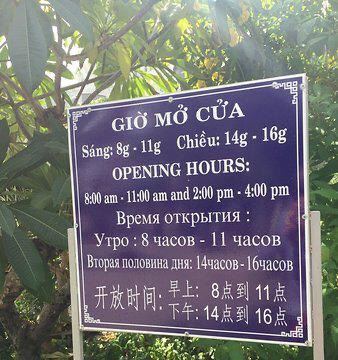 GIỜ MỞ CỬA
Sáng: 8g - 11g Chiều: 14g - 16g
OPENING HOURS:
8:00 am - 11:00 am and 2:00 pm - 4:00 pm
Время открытия :
Утро : 8 часов - 11 часов
Вторая половина дня: 14часов -16часов
开放时间: 早上: 8点到 11点
下午: 14点到 16点